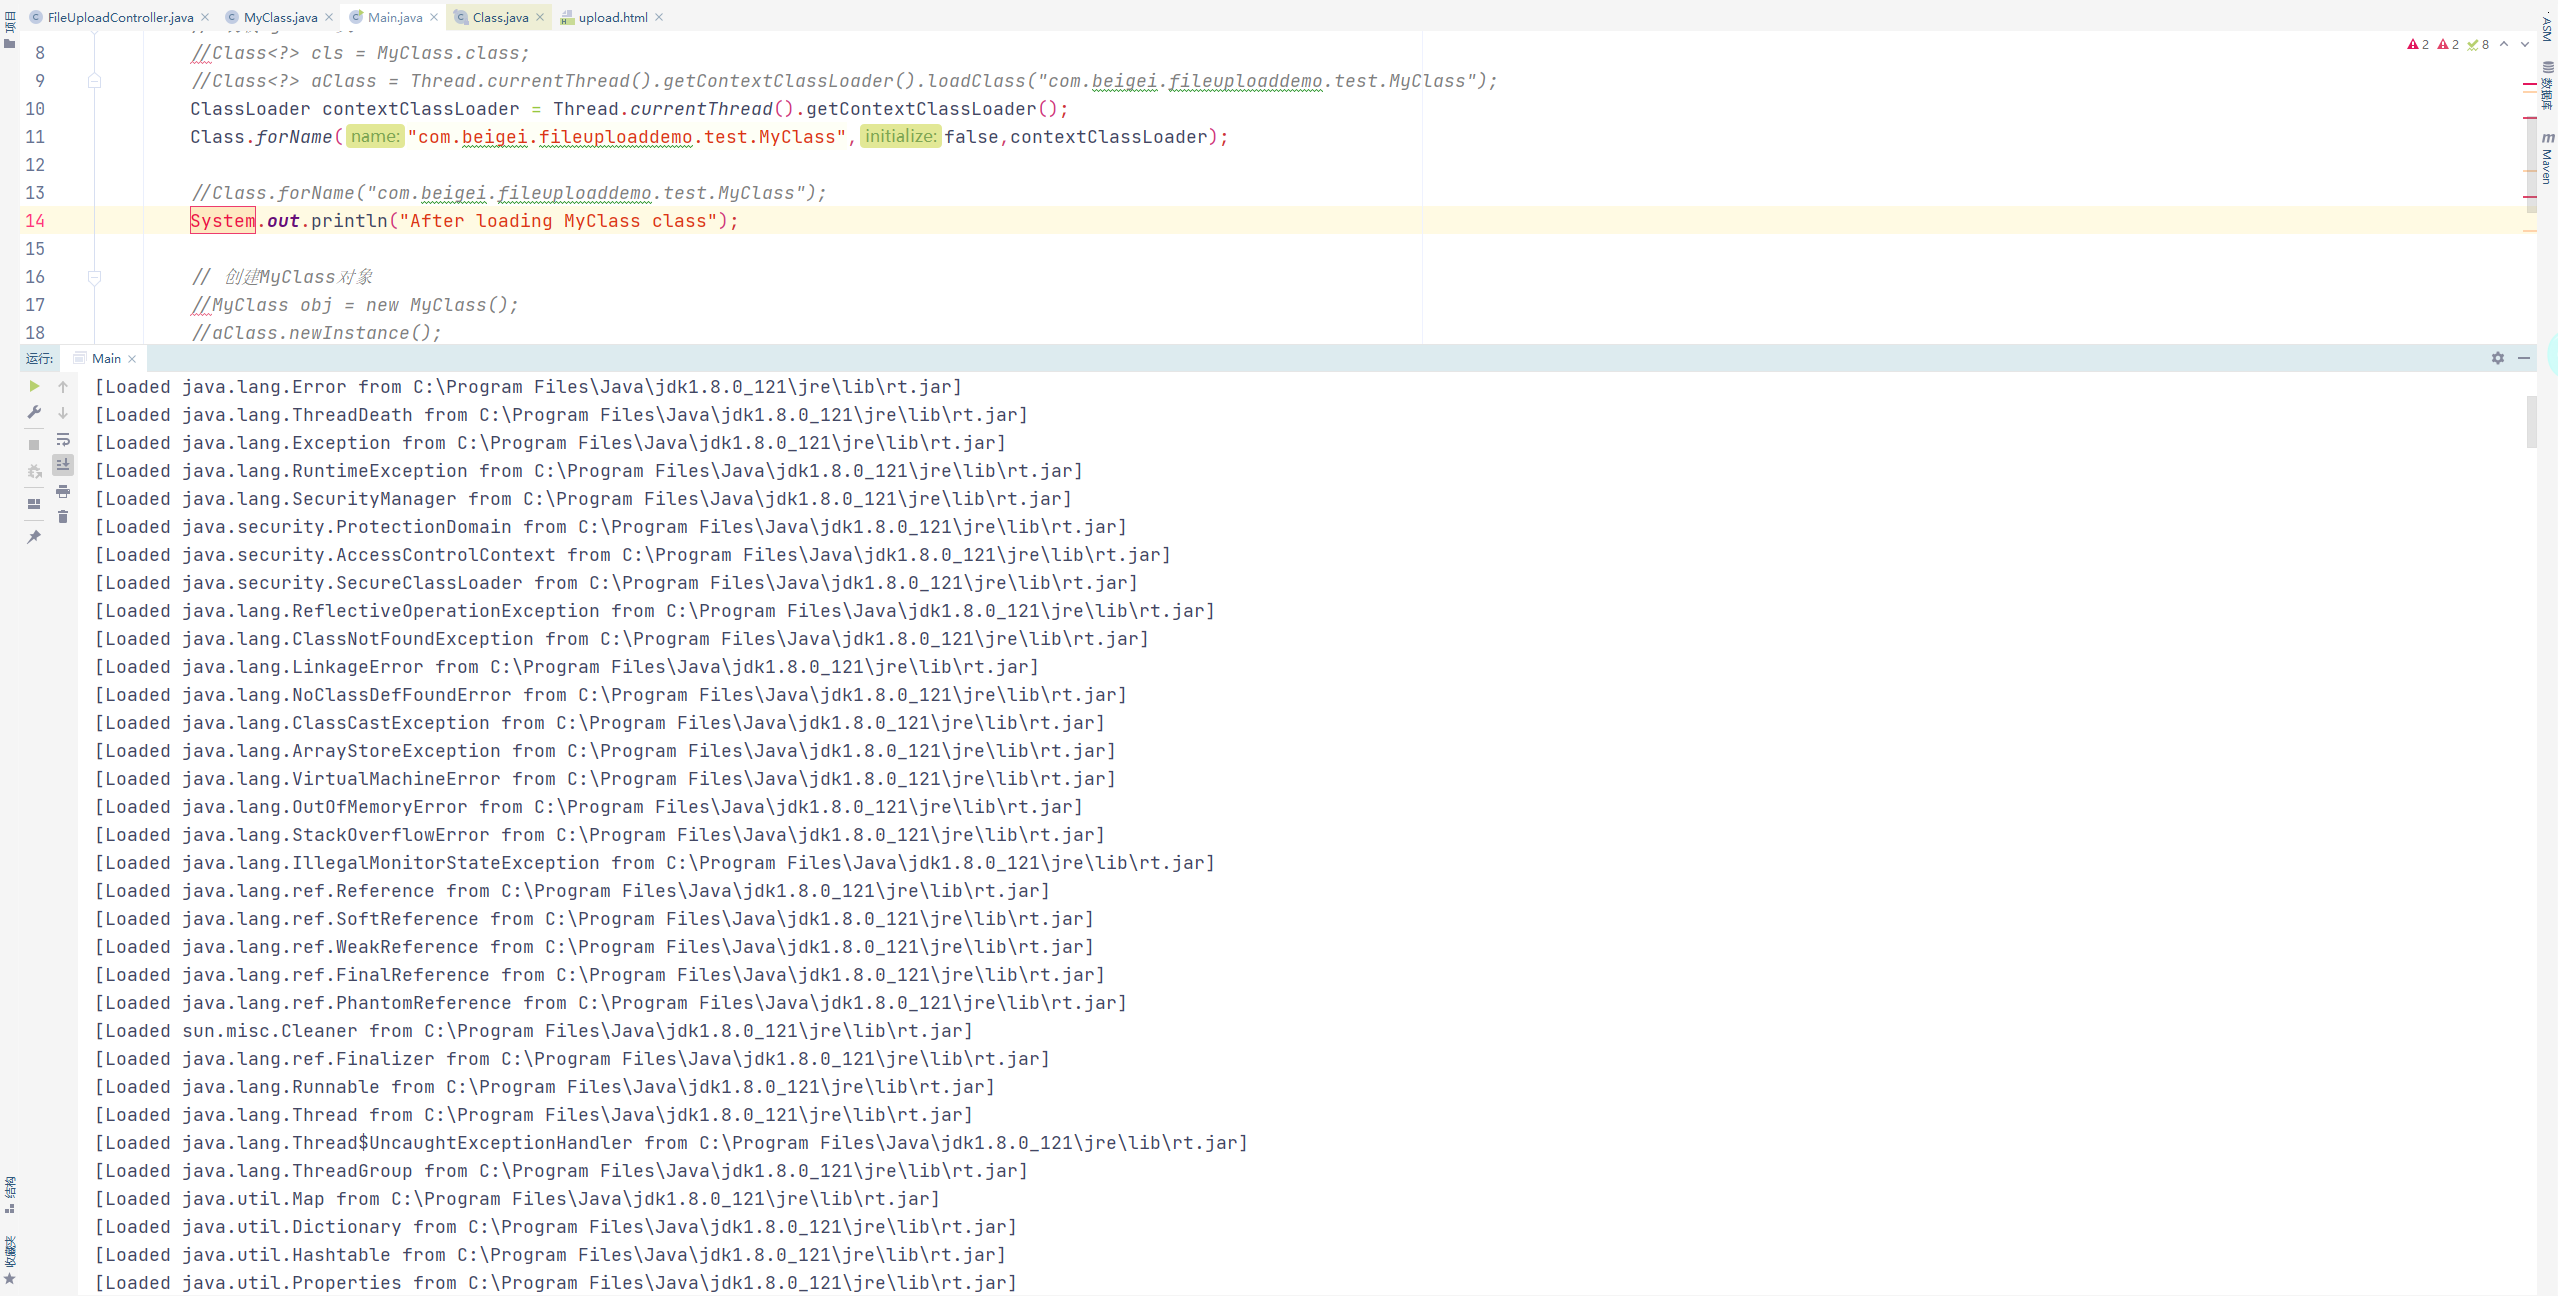 FileUploadController.java MyClass.java Main.java Class.java upload.html
项目
ASM
数据库
Maven
2 2 8
8 //Class<?> cls = MyClass.class;
9 //Class<?> aClass = Thread.currentThread().getContextClassLoader().loadClass("com.beigei.fileuploaddemo.test.MyClass");
10 ClassLoader contextClassLoader = Thread.currentThread().getContextClassLoader();
11 Class.forName( name: "com.beigei.fileuploaddemo.test.MyClass", initialize: false,contextClassLoader);
12
13 //Class.forName("com.beigei.fileuploaddemo.test.MyClass");
14 System.out.println("After loading MyClass class");
15
16 // 创建MyClass对象
17 //MyClass obj = new MyClass();
18 //aClass.newInstance();
运行: Main
[Loaded java.lang.Error from C:\Program Files\Java\jdk1.8.0_121\jre\lib\rt.jar]
[Loaded java.lang.ThreadDeath from C:\Program Files\Java\jdk1.8.0_121\jre\lib\rt.jar]
[Loaded java.lang.Exception from C:\Program Files\Java\jdk1.8.0_121\jre\lib\rt.jar]
[Loaded java.lang.RuntimeException from C:\Program Files\Java\jdk1.8.0_121\jre\lib\rt.jar]
[Loaded java.lang.SecurityManager from C:\Program Files\Java\jdk1.8.0_121\jre\lib\rt.jar]
[Loaded java.security.ProtectionDomain from C:\Program Files\Java\jdk1.8.0_121\jre\lib\rt.jar]
[Loaded java.security.AccessControlContext from C:\Program Files\Java\jdk1.8.0_121\jre\lib\rt.jar]
[Loaded java.security.SecureClassLoader from C:\Program Files\Java\jdk1.8.0_121\jre\lib\rt.jar]
[Loaded java.lang.ReflectiveOperationException from C:\Program Files\Java\jdk1.8.0_121\jre\lib\rt.jar]
[Loaded java.lang.ClassNotFoundException from C:\Program Files\Java\jdk1.8.0_121\jre\lib\rt.jar]
[Loaded java.lang.LinkageError from C:\Program Files\Java\jdk1.8.0_121\jre\lib\rt.jar]
[Loaded java.lang.NoClassDefFoundError from C:\Program Files\Java\jdk1.8.0_121\jre\lib\rt.jar]
[Loaded java.lang.ClassCastException from C:\Program Files\Java\jdk1.8.0_121\jre\lib\rt.jar]
[Loaded java.lang.ArrayStoreException from C:\Program Files\Java\jdk1.8.0_121\jre\lib\rt.jar]
[Loaded java.lang.VirtualMachineError from C:\Program Files\Java\jdk1.8.0_121\jre\lib\rt.jar]
[Loaded java.lang.OutOfMemoryError from C:\Program Files\Java\jdk1.8.0_121\jre\lib\rt.jar]
[Loaded java.lang.StackOverflowError from C:\Program Files\Java\jdk1.8.0_121\jre\lib\rt.jar]
[Loaded java.lang.IllegalMonitorStateException from C:\Program Files\Java\jdk1.8.0_121\jre\lib\rt.jar]
[Loaded java.lang.ref.Reference from C:\Program Files\Java\jdk1.8.0_121\jre\lib\rt.jar]
[Loaded java.lang.ref.SoftReference from C:\Program Files\Java\jdk1.8.0_121\jre\lib\rt.jar]
[Loaded java.lang.ref.WeakReference from C:\Program Files\Java\jdk1.8.0_121\jre\lib\rt.jar]
[Loaded java.lang.ref.FinalReference from C:\Program Files\Java\jdk1.8.0_121\jre\lib\rt.jar]
[Loaded java.lang.ref.PhantomReference from C:\Program Files\Java\jdk1.8.0_121\jre\lib\rt.jar]
[Loaded sun.misc.Cleaner from C:\Program Files\Java\jdk1.8.0_121\jre\lib\rt.jar]
[Loaded java.lang.ref.Finalizer from C:\Program Files\Java\jdk1.8.0_121\jre\lib\rt.jar]
[Loaded java.lang.Runnable from C:\Program Files\Java\jdk1.8.0_121\jre\lib\rt.jar]
[Loaded java.lang.Thread from C:\Program Files\Java\jdk1.8.0_121\jre\lib\rt.jar]
[Loaded java.lang.Thread$UncaughtExceptionHandler from C:\Program Files\Java\jdk1.8.0_121\jre\lib\rt.jar]
[Loaded java.lang.ThreadGroup from C:\Program Files\Java\jdk1.8.0_121\jre\lib\rt.jar]
[Loaded java.util.Map from C:\Program Files\Java\jdk1.8.0_121\jre\lib\rt.jar]
[Loaded java.util.Dictionary from C:\Program Files\Java\jdk1.8.0_121\jre\lib\rt.jar]
[Loaded java.util.Hashtable from C:\Program Files\Java\jdk1.8.0_121\jre\lib\rt.jar]
[Loaded java.util.Properties from C:\Program Files\Java\jdk1.8.0_121\jre\lib\rt.jar]
结构
收藏夹